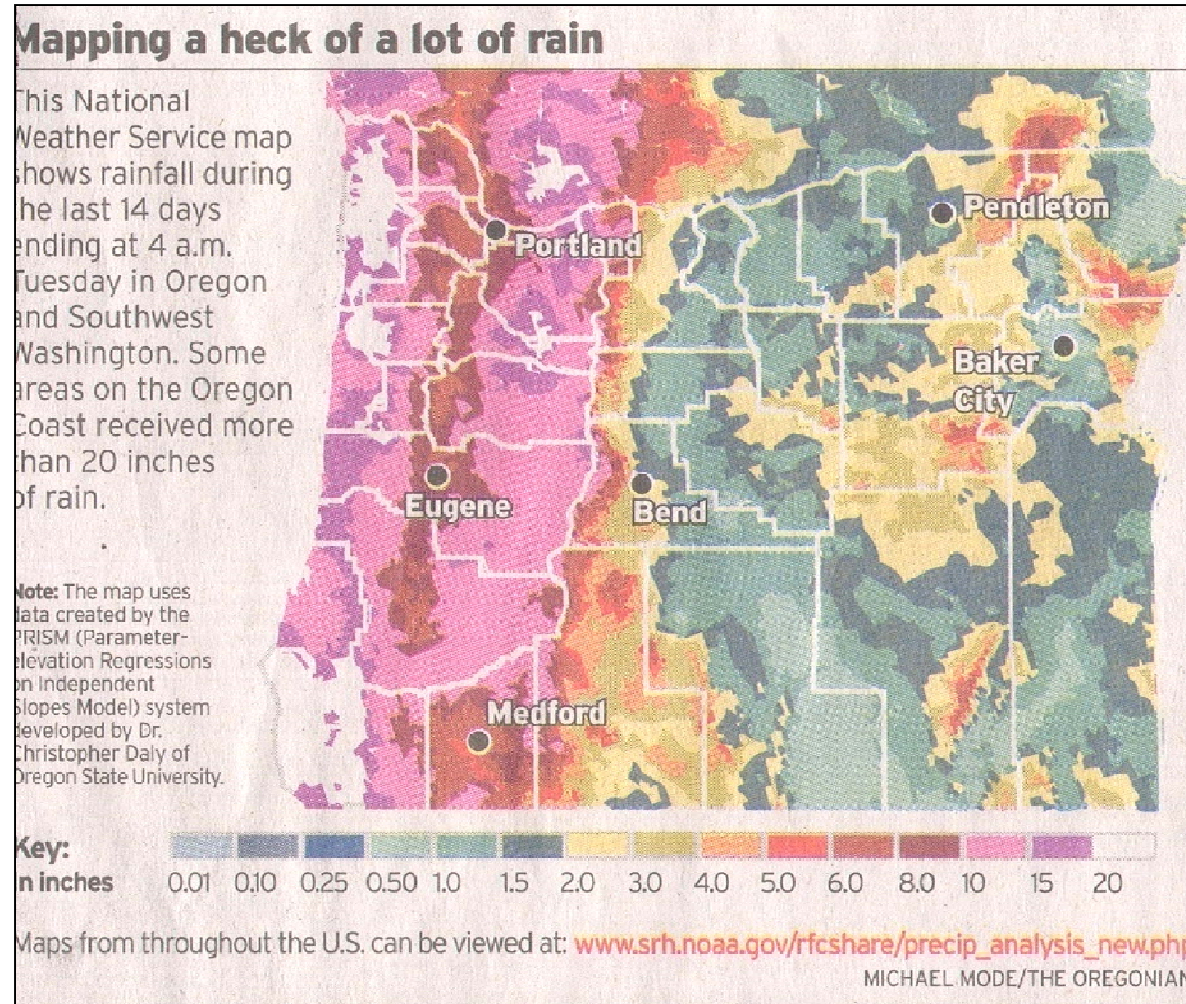 Mapping a heck of a lot of rain
This National
Weather Service map
shows rainfall during
the last 14 days
ending at 4 a.m.
Tuesday in Oregon
and Southwest
Washington. Some
areas on the Oregon
Coast received more
than 20 inches
of rain.
Note: The map uses
data created by the
PRISM (Parameter-
elevation Regressions
on Independent
Slopes Model) system
developed by Dr.
Christopher Daly of
Oregon State University.
Pendleton
Portland
Baker
City
Eugene
Bend
Medford
Key:
In inches
0.01 0.10 0.25 0.50 1.0 1.5 2.0 3.0 4.0 5.0 6.0 8.0 10 15 20
Maps from throughout the U.S. can be viewed at: www.srh.noaa.gov/rfcshare/precip_analysis_new.php
MICHAEL MODE/THE OREGONIAN